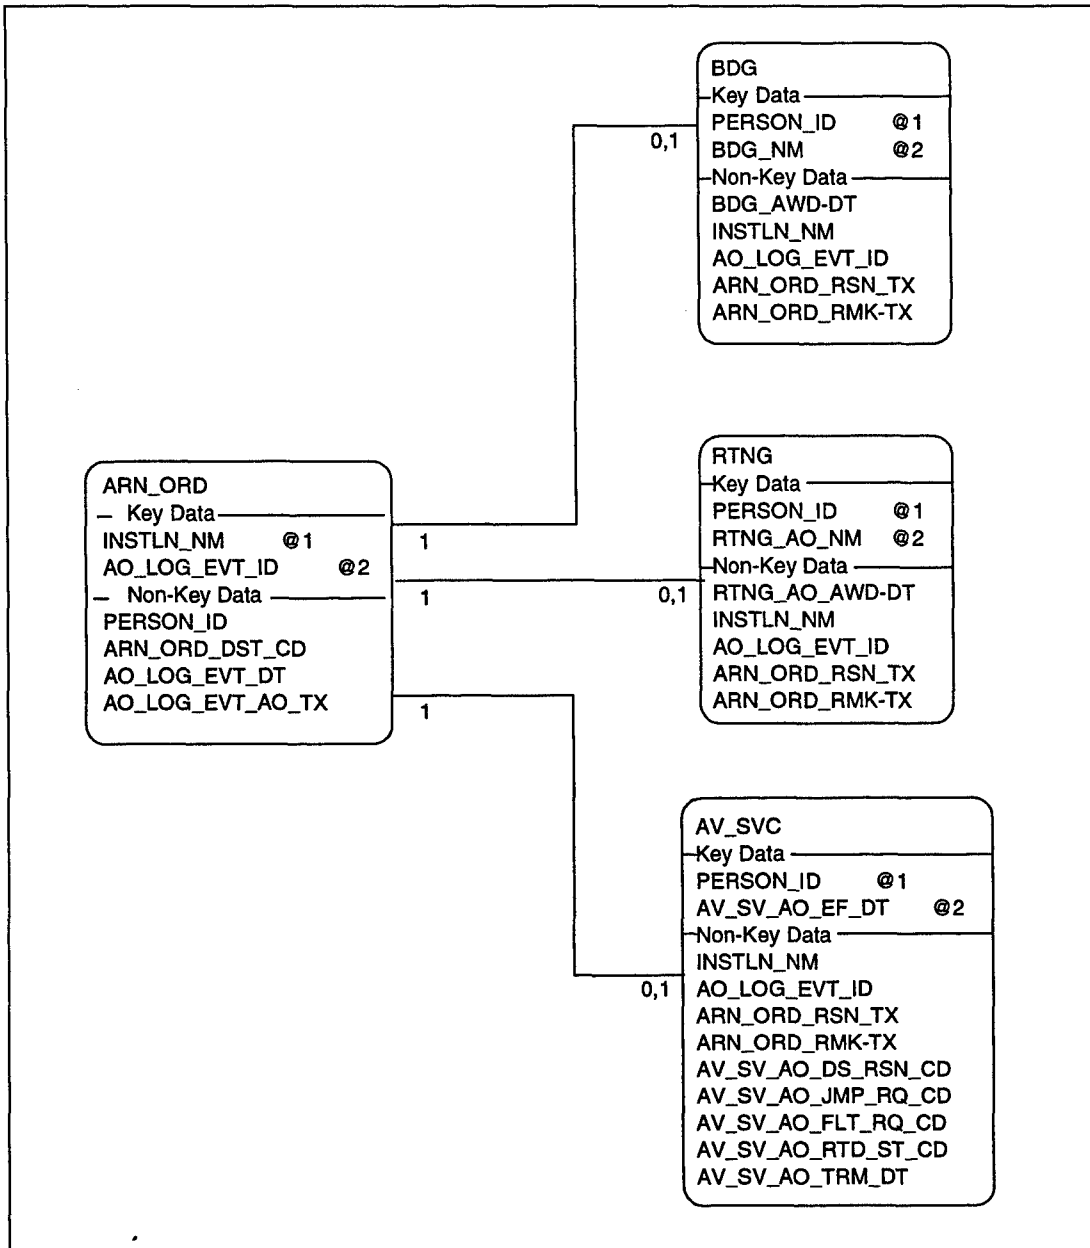 BDG
Key Data
PERSON_ID @1
BDG_NM @2
Non-Key Data
BDG_AWD-DT
INSTLN_NM
AO_LOG_EVT_ID
ARN_ORD_RSN_TX
ARN_ORD_RMK-TX
0,1
ARN_ORD
Key Data
INSTLN_NM @1
AO_LOG_EVT_ID @2
Non-Key Data
PERSON_ID
ARN_ORD_DST_CD
AO_LOG_EVT_DT
AO_LOG_EVT_AO_TX
1
1
1
RTNG
Key Data
PERSON_ID @1
RTNG_AO_NM @2
Non-Key Data
RTNG_AO_AWD-DT
INSTLN_NM
AO_LOG_EVT_ID
ARN_ORD_RSN_TX
ARN_ORD_RMK-TX
0,1
AV_SVC
Key Data
PERSON_ID @1
AV_SV_AO_EF_DT @2
Non-Key Data
INSTLN_NM
AO_LOG_EVT_ID
ARN_ORD_RSN_TX
ARN_ORD_RMK-TX
AV_SV_AO_DS_RSN_CD
AV_SV_AO_JMP_RQ_CD
AV_SV_AO_FLT_RQ_CD
AV_SV_AO_RTD_ST_CD
AV_SV_AO_TRM_DT
0,1